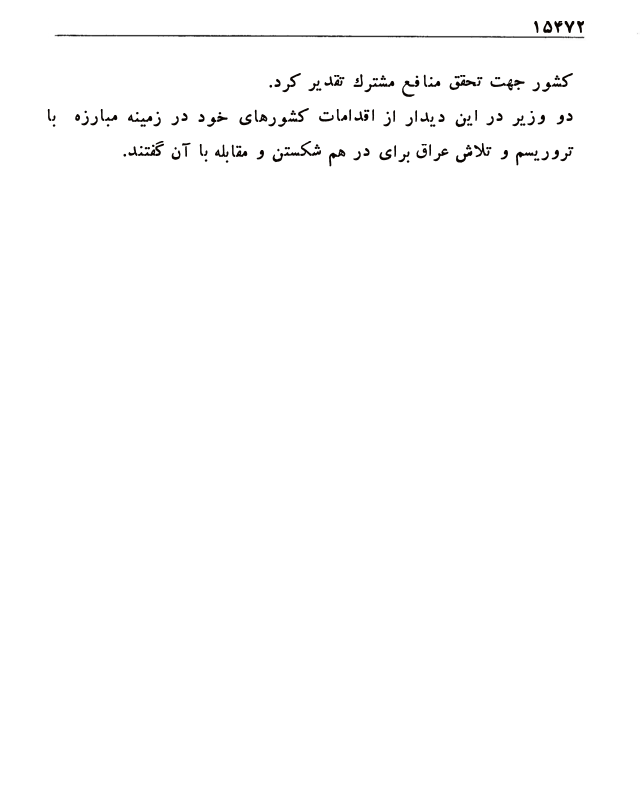 ۱۵۴۷۲
کشور جهت تحقق منافع مشترك تقدیر کرد.
دو وزیر در این دیدار از اقدامات کشورهای خود در زمینه مبارزه با
تروریسم و تلاش عراق برای در هم شکستن و مقابله با آن گفتند.